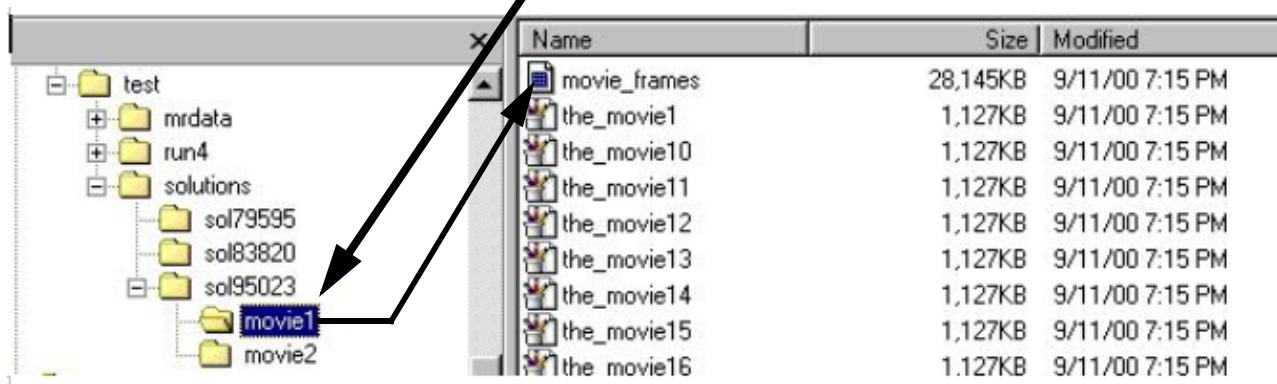 test
mrdata
run4
solutions
sol79595
sol83820
sol95023
movie1
movie2
Name Size Modified
movie_frames 28,145KB 9/11/00 7:15 PM
the_movie1 1,127KB 9/11/00 7:15 PM
the_movie10 1,127KB 9/11/00 7:15 PM
the_movie11 1,127KB 9/11/00 7:15 PM
the_movie12 1,127KB 9/11/00 7:15 PM
the_movie13 1,127KB 9/11/00 7:15 PM
the_movie14 1,127KB 9/11/00 7:15 PM
the_movie15 1,127KB 9/11/00 7:15 PM
the_movie16 1,127KB 9/11/00 7:15 PM